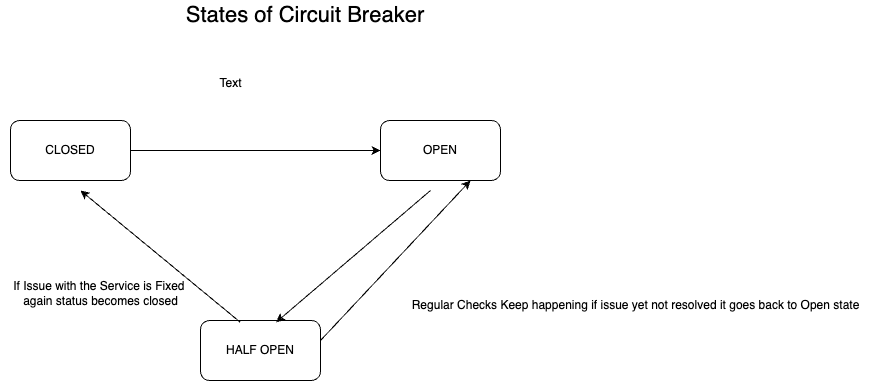 States of Circuit Breaker
Text
CLOSED
OPEN
If Issue with the Service is Fixed
again status becomes closed
Regular Checks Keep happening if issue yet not resolved it goes back to Open state
HALF OPEN